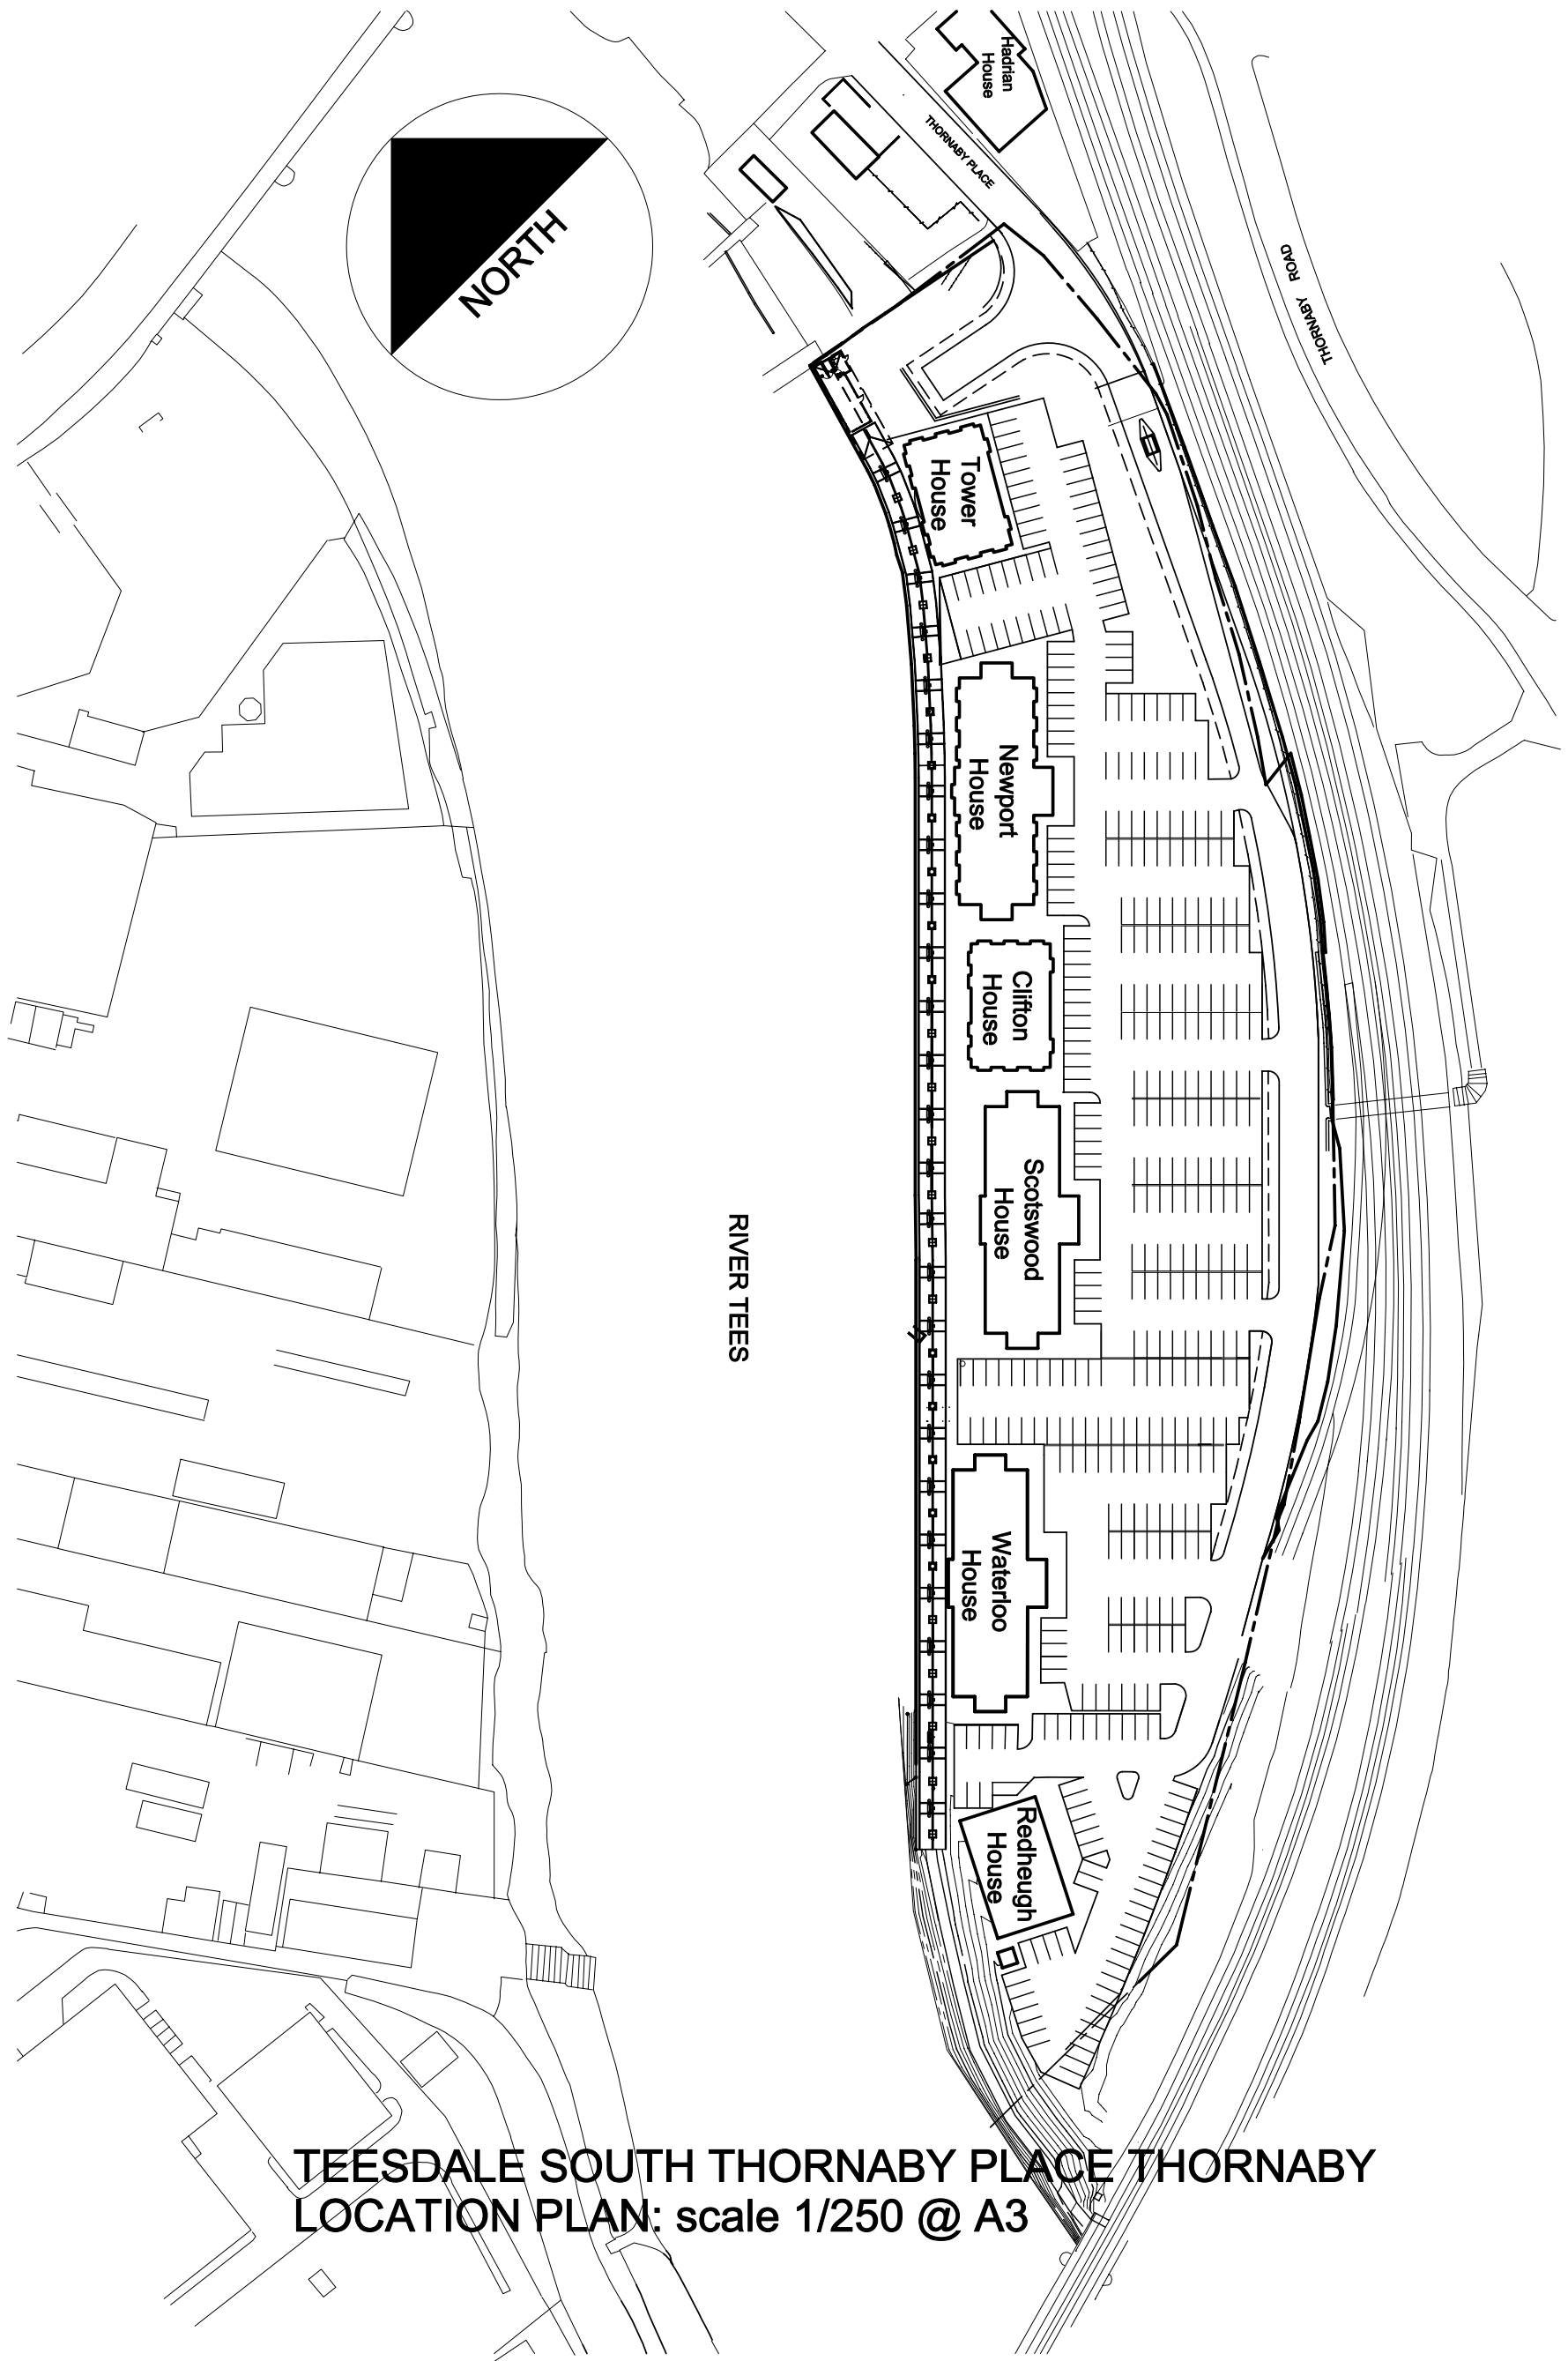 Hadrian
House
THORNABY PLACE
NORTH
THORNABY ROAD
Tower
House
Newport
House
Clifton
House
Scotswood
House
RIVER TEES
Waterloo
House
Redheugh
House
TEESDALE SOUTH THORNABY PLACE THORNABY
LOCATION PLAN: scale 1/250 @ A3